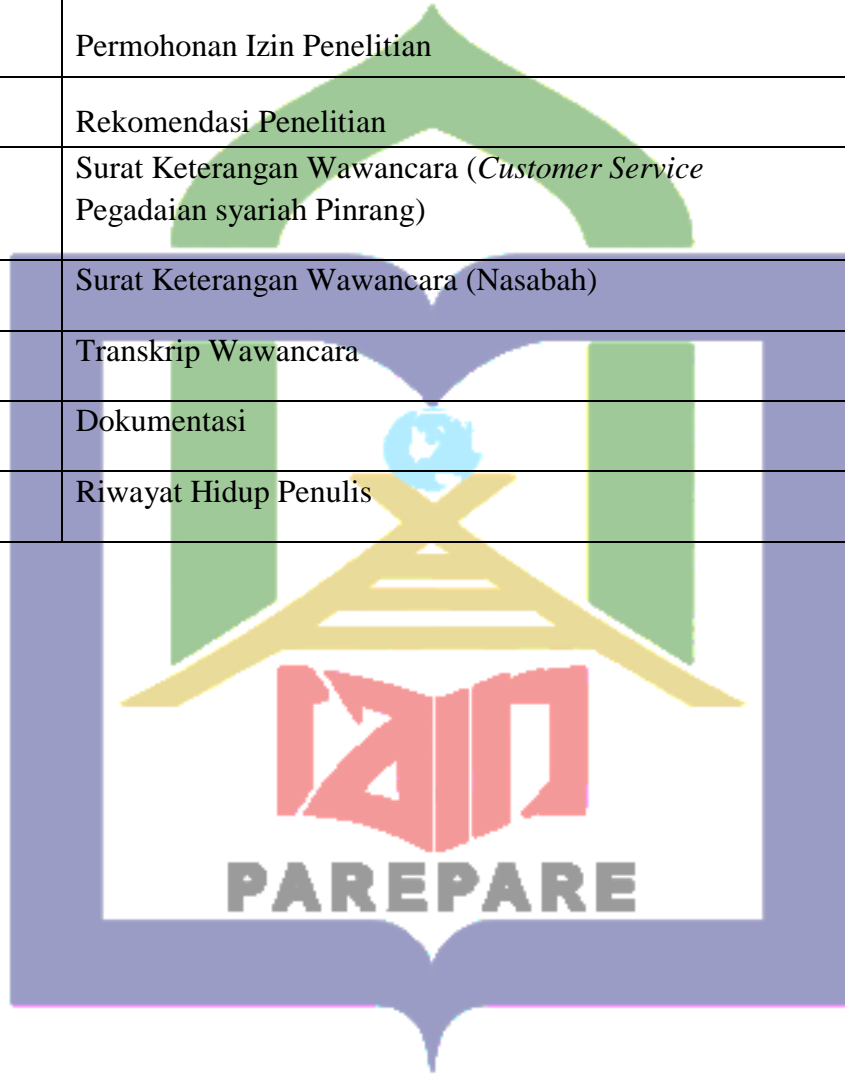 Permohonan Izin Penelitian
Rekomendasi Penelitian
Surat Keterangan Wawancara (Customer Service
Pegadaian syariah Pinrang)
Surat Keterangan Wawancara (Nasabah)
Transkrip Wawancara
Dokumentasi
Riwayat Hidup Penulis
iain
PAREPARE